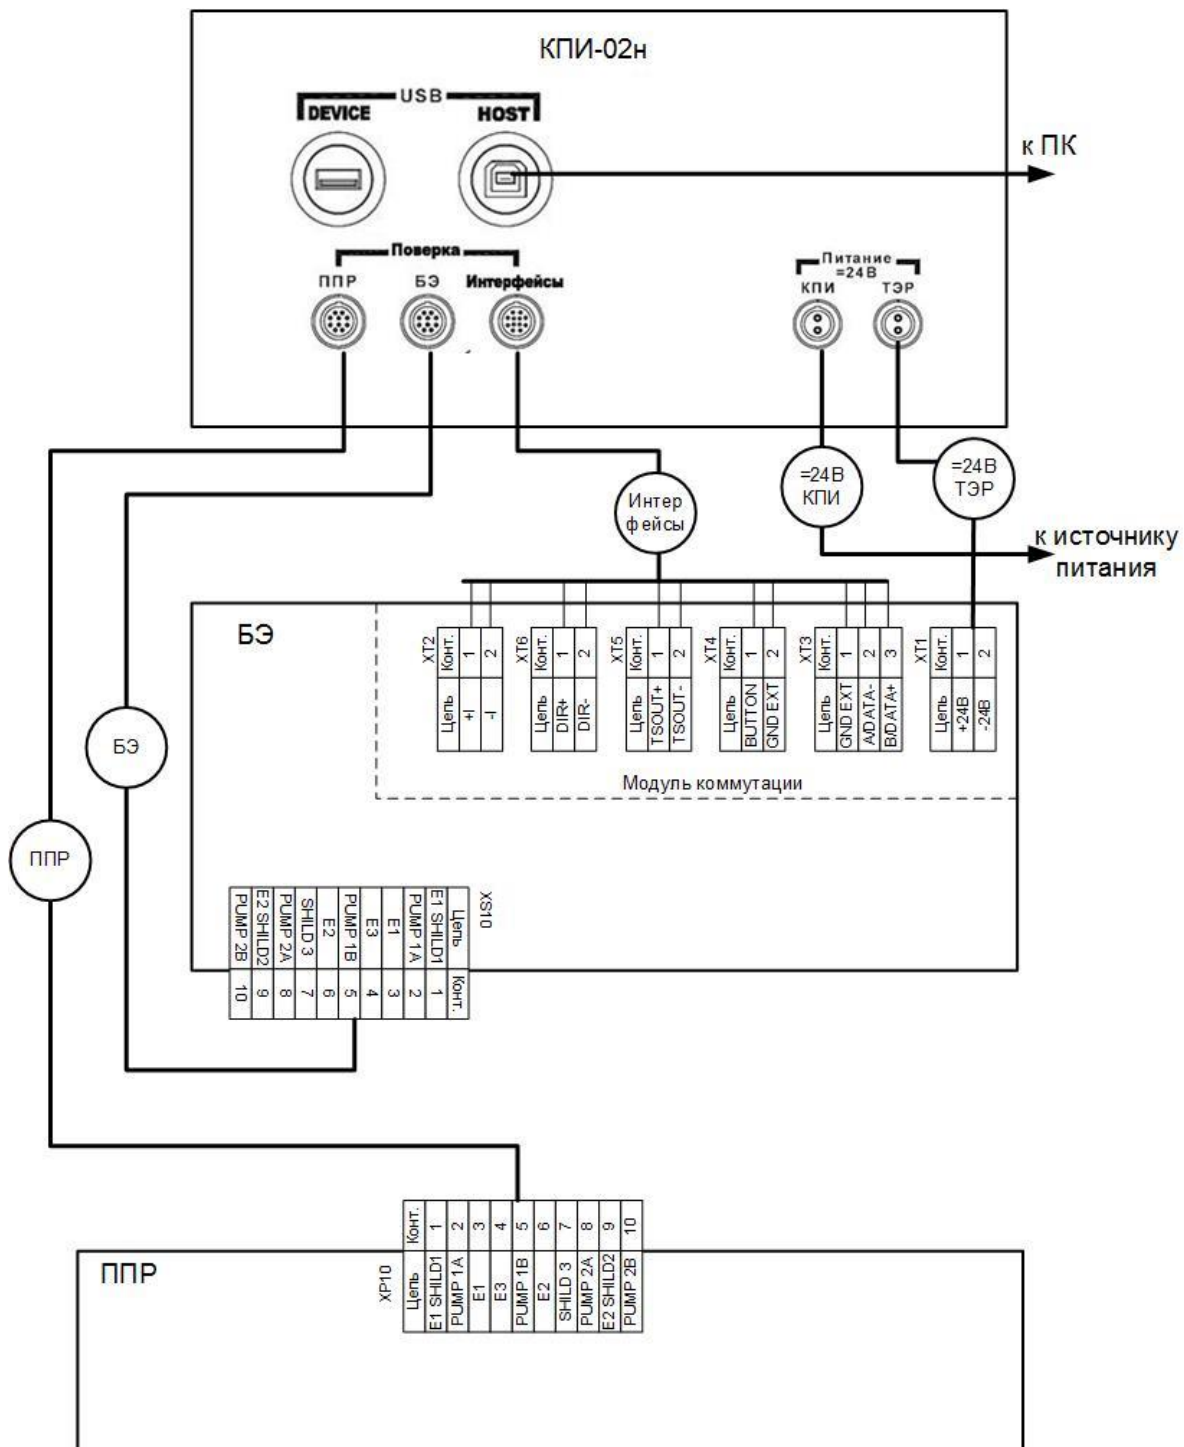 КПИ-02н
USB
DEVICE
HOST
к ПК
Поверка
ППР
БЭ
Интерфейсы
Питание
=24В
КПИ
ТЭР
=24В
КПИ
=24В
ТЭР
Интер
фейсы
к источнику
питания
БЭ
XT2
Конт. 1 2
Цепь +I -I
XT6
Конт. 1 2
Цепь DIR+ DIR-
XT5
Конт. 1 2
Цепь TSOUT+ TSOUT-
XT4
Конт. 1 2
Цепь BUTTON GND EXT
XT3
Конт. 1 2 3
Цепь GND EXT A/DATA- B/DATA+
XT1
Конт. 1 2
Цепь +24В -24В
Модуль коммутации
БЭ
ППР
XS10
PUMP 2B E2 SHILD2 PUMP 2A SHILD 3 E2 PUMP 1B E3 E1 PUMP 1A E1 SHILD1 Цепь
10 9 8 7 6 5 4 3 2 1 Конт.
ППР
XP10
Конт. 1 2 3 4 5 6 7 8 9 10
Цепь E1 SHILD1 PUMP 1A E1 E3 PUMP 1B E2 SHILD 3 PUMP 2A E2 SHILD2 PUMP 2B